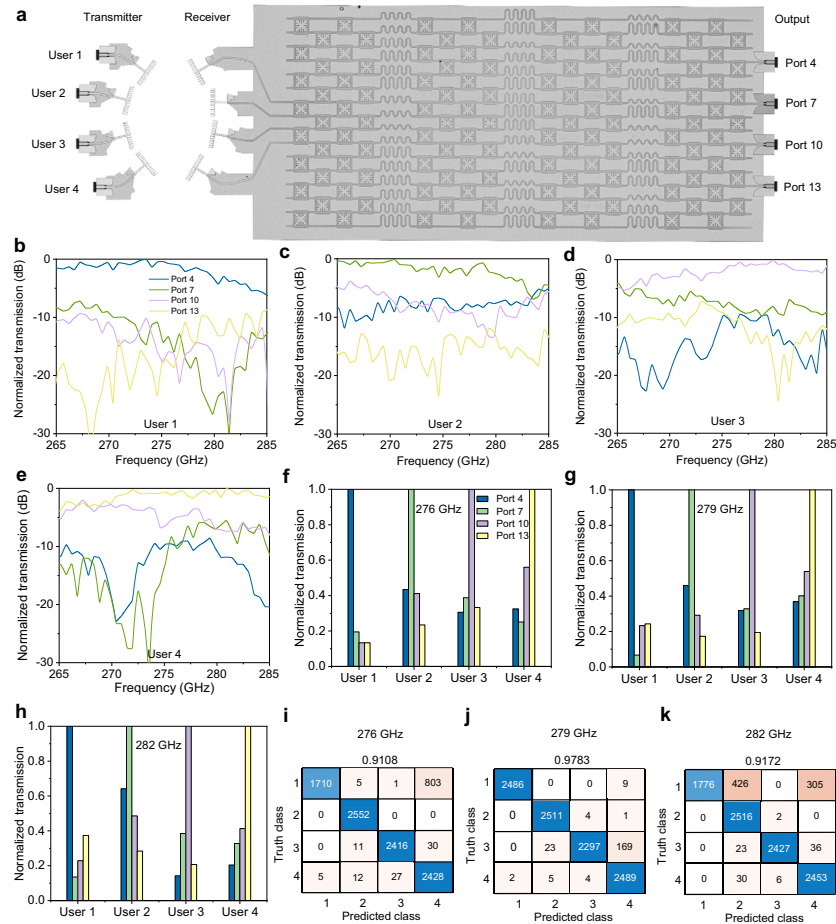 a
Transmitter
Receiver
Output
User 1
User 2
User 3
User 4
Port 4
Port 7
Port 10
Port 13
b
Normalized transmission (dB)
0
-10
-20
-30
Port 4
Port 7
Port 10
Port 13
User 1
265 270 275 280 285
Frequency (GHz)
c
Normalized transmission (dB)
0
-10
-20
-30
User 2
265 270 275 280 285
Frequency (GHz)
d
Normalized transmission (dB)
0
-10
-20
-30
User 3
265 270 275 280 285
Frequency (GHz)
e
Normalized transmission (dB)
0
-10
-20
-30
User 4
265 270 275 280 285
Frequency (GHz)
f
Normalized transmission
1.0
0.8
0.6
0.4
0.2
0.0
276 GHz
Port 4
Port 7
Port 10
Port 13
User 1 User 2 User 3 User 4
g
Normalized transmission
1.0
0.8
0.6
0.4
0.2
0.0
279 GHz
User 1 User 2 User 3 User 4
h
Normalized transmission
1.0
0.8
0.6
0.4
0.2
0.0
282 GHz
User 1 User 2 User 3 User 4
i
276 GHz
0.9108
Truth class
1 1710 5 1 803
2 0 2552 0 0
3 0 11 2416 30
4 5 12 27 2428
1 2 3 4
Predicted class
j
279 GHz
0.9783
Truth class
1 2486 0 0 9
2 0 2511 4 1
3 0 23 2297 169
4 2 5 4 2489
1 2 3 4
Predicted class
k
282 GHz
0.9172
Truth class
1 1776 426 0 305
2 0 2516 2 0
3 0 23 2427 36
4 0 30 6 2453
1 2 3 4
Predicted class